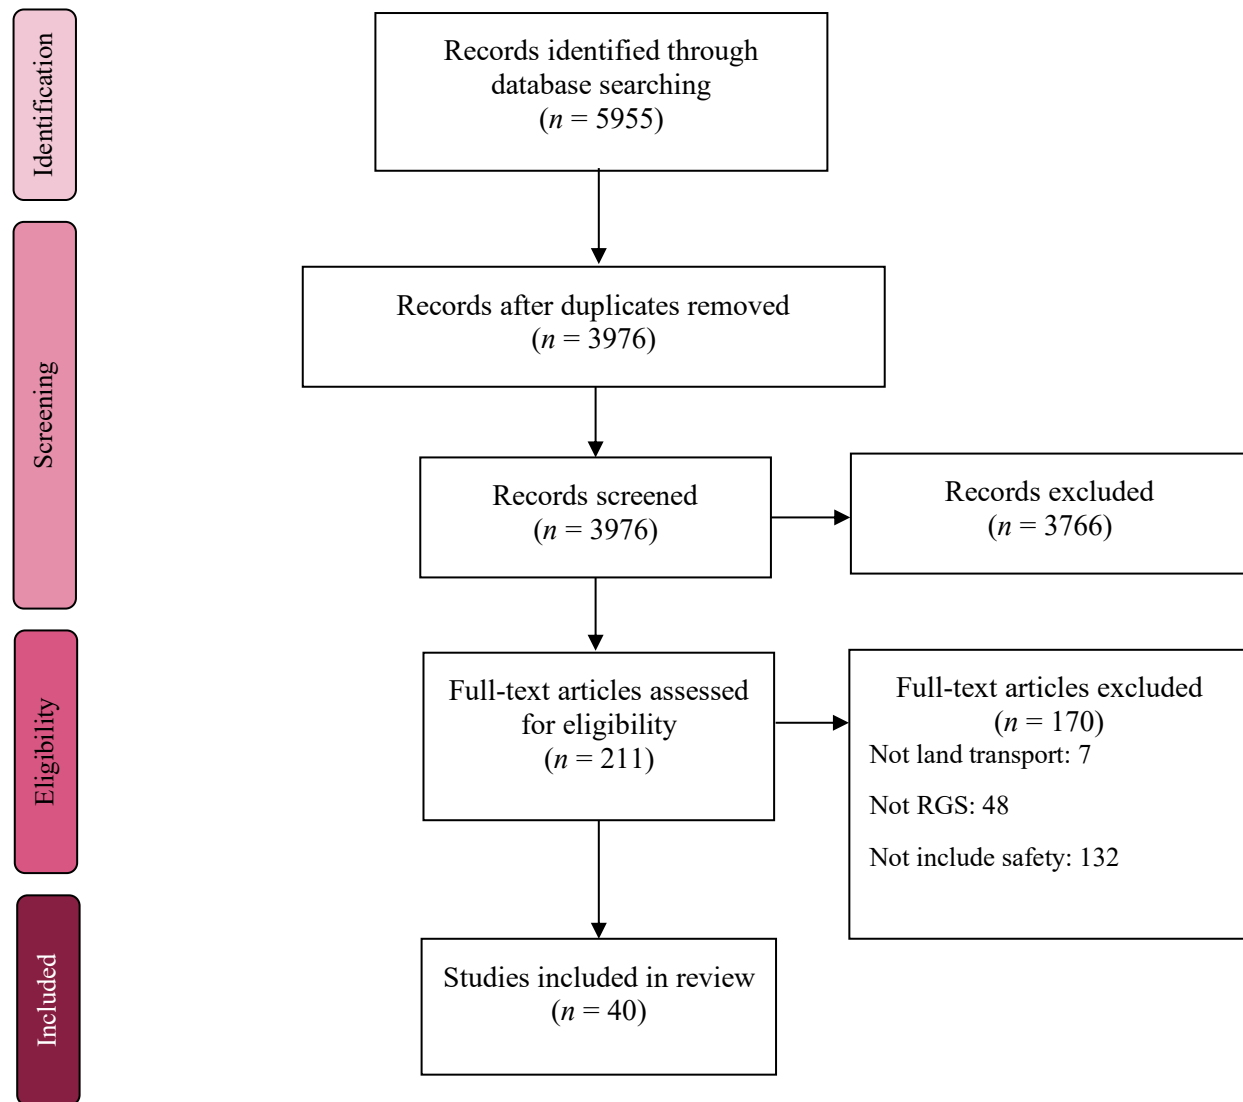 Identification
Records identified through
database searching
(n = 5955)
Screening
Records after duplicates removed
(n = 3976)
Records screened
(n = 3976)
Records excluded
(n = 3766)
Eligibility
Full-text articles assessed
for eligibility
(n = 211)
Full-text articles excluded
(n = 170)
Not land transport: 7
Not RGS: 48
Not include safety: 132
Included
Studies included in review
(n = 40)